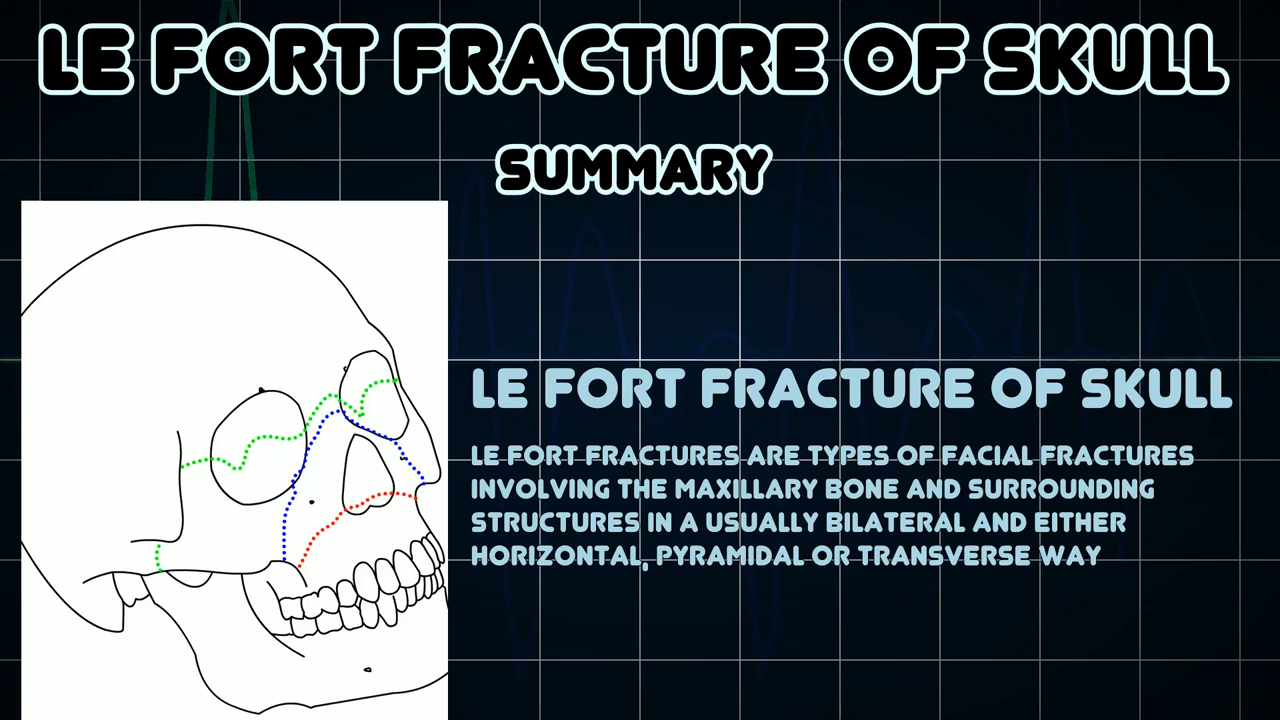 LE FORT FRACTURE OF SKULL
SUMMARY
LE FORT FRACTURE OF SKULL
LE FORT FRACTURES ARE TYPES OF FACIAL FRACTURES
INVOLVING THE MAXILLARY BONE AND SURROUNDING
STRUCTURES IN A USUALLY BILATERAL AND EITHER
HORIZONTAL, PYRAMIDAL OR TRANSVERSE WAY